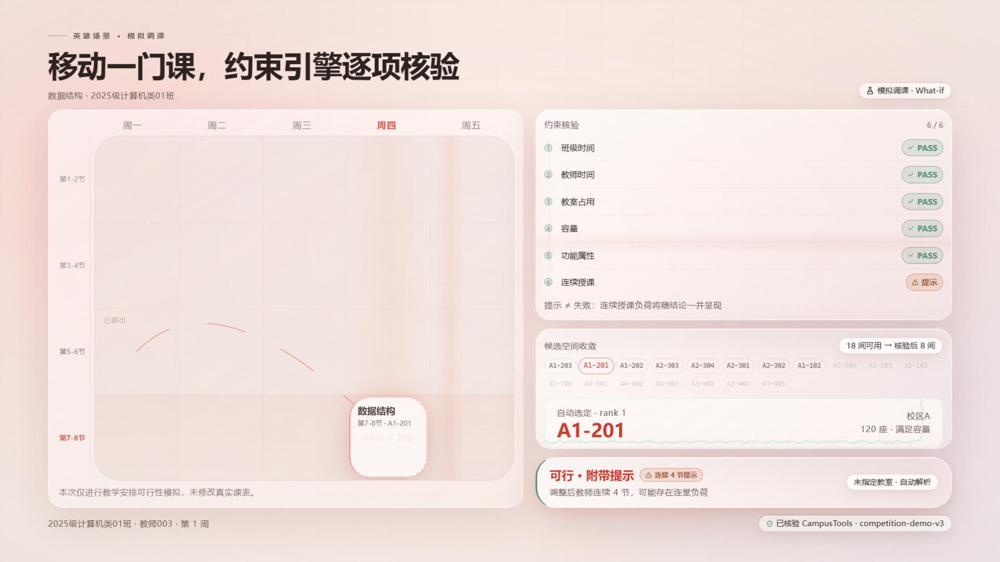 英雄场景 • 模拟调课
移动一门课，约束引擎逐项核验
数据结构 · 2025级计算机类01班
模拟调课 · What-if
周一 周二 周三 周四 周五
第1-2节
第3-4节
第5-6节
第7-8节
已移出
数据结构
第7-8节 · A1-201
What-if 目标
本次仅进行教学安排可行性模拟，未修改真实课表。
约束核验 6 / 6
1 班级时间 PASS
2 教师时间 PASS
3 教室占用 PASS
4 容量 PASS
5 功能属性 PASS
6 连续授课 提示
提示 ≠ 失败：连续授课负荷将随结论一并呈现
候选空间收敛 18 间可用 → 核验后 8 间
A1-203 A1-201 A1-202 A2-303 A2-304 A2-301 A2-302 A1-102 A1-104 A1-105 A1-103
A1-106 A4-501 A4-502 A4-503 A3-401 A3-402 A3-403
自动选定 · rank 1
A1-201
校区A
120 座 · 满足容量
可行 · 附带提示 连续 4 节提示
调整后教师连续 4 节，可能存在连堂负荷
未指定教室 · 自动解析
2025级计算机类01班 · 教师003 · 第 1 周
已核验 CampusTools · competition-demo-v3